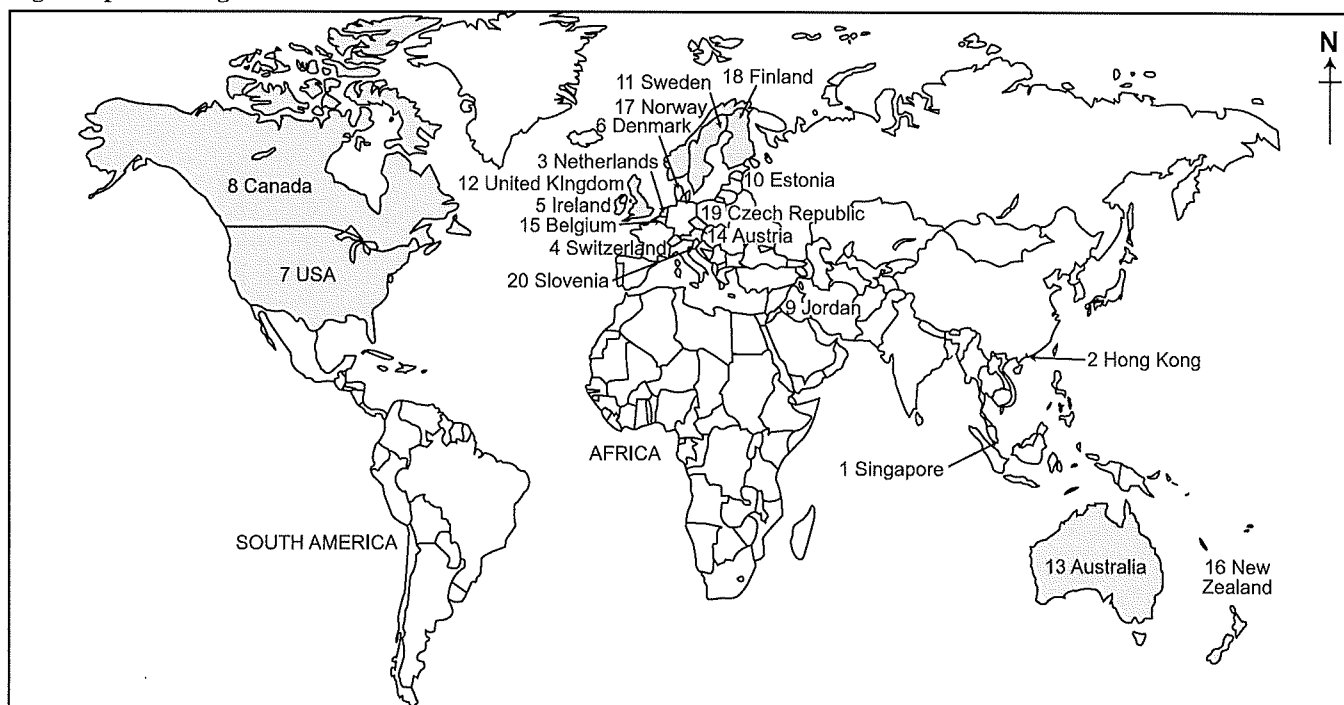 N
11 Sweden
18 Finland
17 Norway
6 Denmark
3 Netherlands
12 United KIngdom
10 Estonia
8 Canada
5 Ireland
19 Czech Republic
15 Belgium
14 Austria
4 Switzerland
7 USA
20 Slovenia
9 Jordan
2 Hong Kong
AFRICA
1 Singapore
SOUTH AMERICA
13 Australia
16 New
Zealand